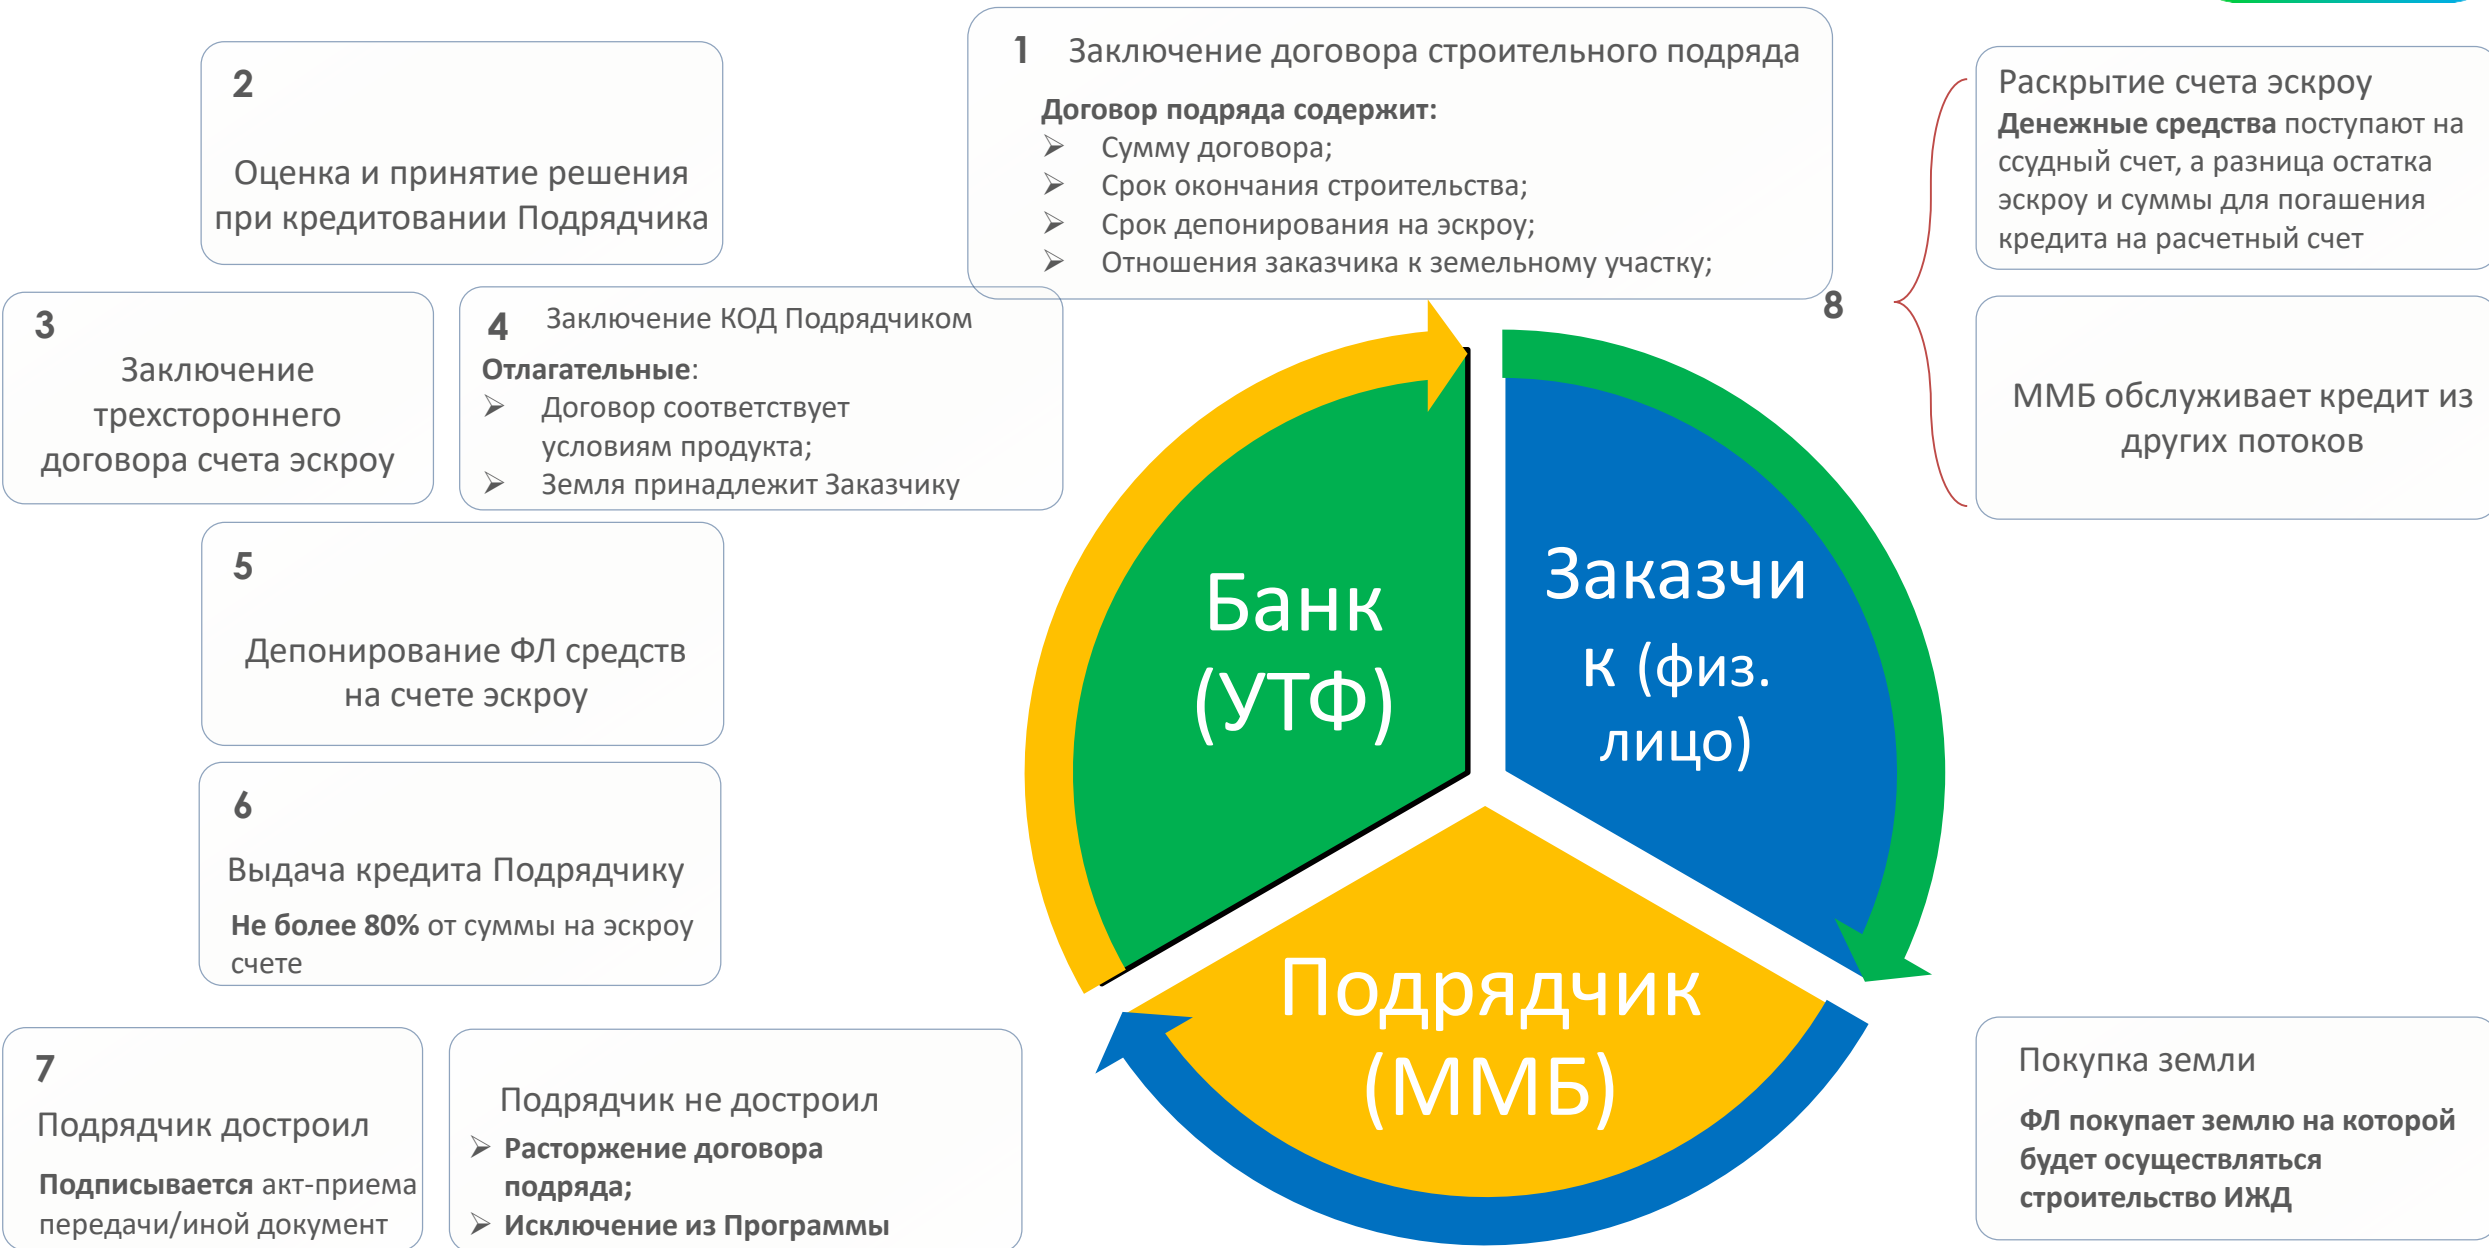 1 Заключение договора строительного подряда
Договор подряда содержит:
➢ Сумму договора;
➢ Срок окончания строительства;
➢ Срок депонирования на эскроу;
➢ Отношения заказчика к земельному участку;
2
Оценка и принятие решения
при кредитовании Подрядчика
3
Заключение
трехстороннего
договора счета эскроу
4 Заключение КОД Подрядчиком
Отлагательные:
➢ Договор соответствует
условиям продукта;
➢ Земля принадлежит Заказчику
5
Депонирование ФЛ средств
на счете эскроу
6
Выдача кредита Подрядчику
Не более 80% от суммы на эскроу
счете
7
Подрядчик достроил
Подписывается акт-приема
передачи/иной документ
Подрядчик не достроил
➢ Расторжение договора
подряда;
➢ Исключение из Программы
8
Раскрытие счета эскроу
Денежные средства поступают на
ссудный счет, а разница остатка
эскроу и суммы для погашения
кредита на расчетный счет
ММБ обслуживает кредит из
других потоков
Банк
(УТФ)
Заказчи
к (физ.
лицо)
Подрядчик
(ММБ)
Покупка земли
ФЛ покупает землю на которой
будет осуществляться
строительство ИЖД